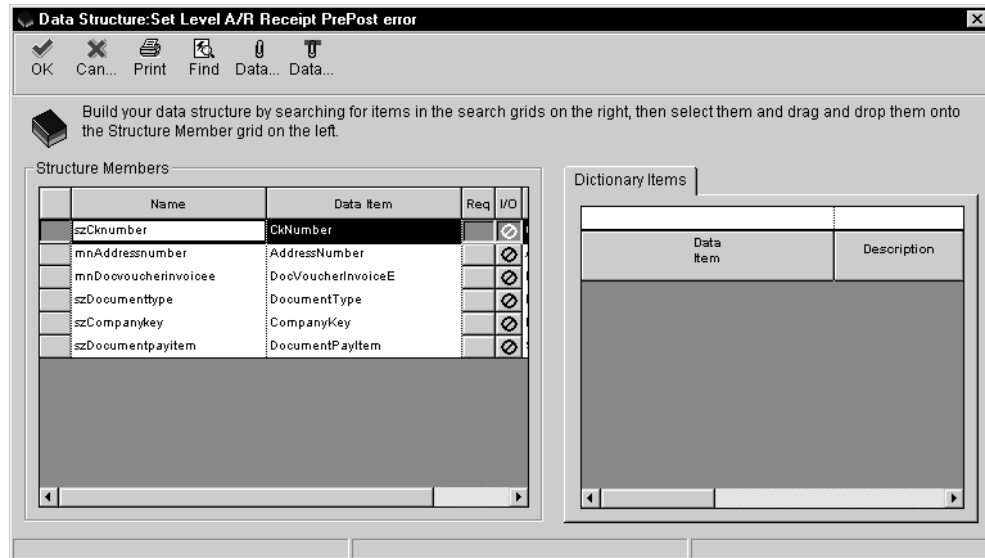 Data Structure:Set Level A/R Receipt PrePost error
OK Can... Print Find Data... Data...
Build your data structure by searching for items in the search grids on the right, then select them and drag and drop them onto
the Structure Member grid on the left.
Structure Members
Name Data Item Req I/O
szCknumber CkNumber
mnAddressnumber AddressNumber
mnDocvoucherinvoicee DocVoucherInvoiceE
szDocumenttype DocumentType
szCompanykey CompanyKey
szDocumentpayitem DocumentPayItem
Dictionary Items
Data
Item
Description